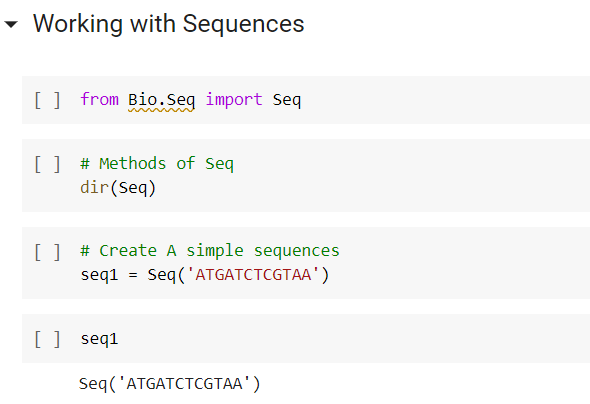 Working with Sequences
[ ] from Bio.Seq import Seq
[ ] # Methods of Seq
dir(Seq)
[ ] # Create A simple sequences
seq1 = Seq('ATGATCTCGTAA')
[ ] seq1
Seq('ATGATCTCGTAA')